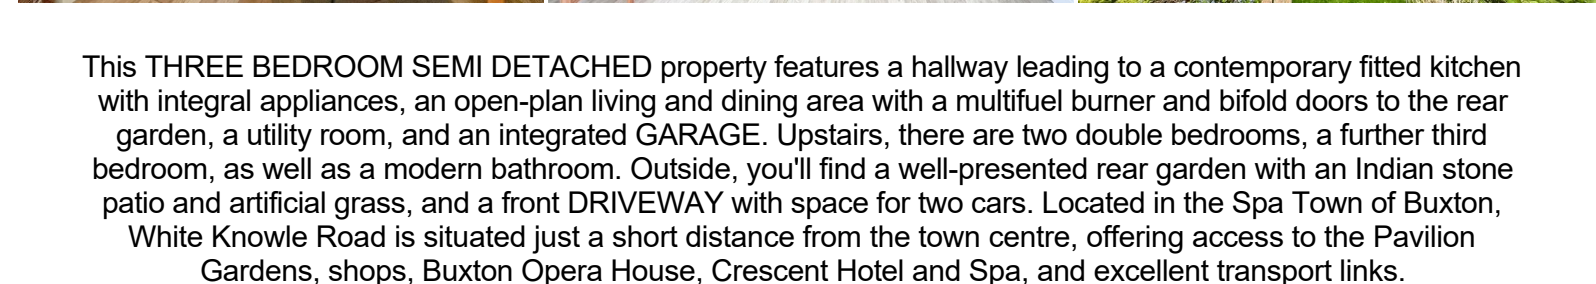 This THREE BEDROOM SEMI DETACHED property features a hallway leading to a contemporary fitted kitchen
with integral appliances, an open-plan living and dining area with a multifuel burner and bifold doors to the rear
garden, a utility room, and an integrated GARAGE. Upstairs, there are two double bedrooms, a further third
bedroom, as well as a modern bathroom. Outside, you'll find a well-presented rear garden with an Indian stone
patio and artificial grass, and a front DRIVEWAY with space for two cars. Located in the Spa Town of Buxton,
White Knowle Road is situated just a short distance from the town centre, offering access to the Pavilion
Gardens, shops, Buxton Opera House, Crescent Hotel and Spa, and excellent transport links.